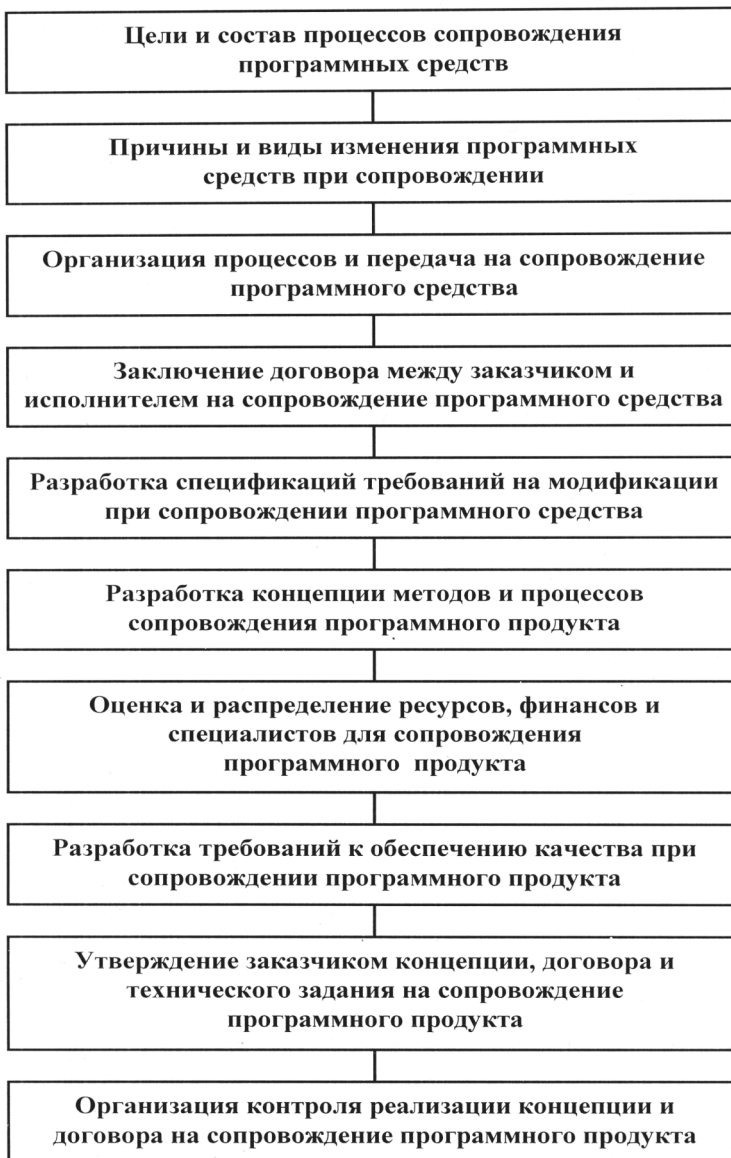 Цели и состав процессов сопровождения
программных средств
Причины и виды изменения программных
средств при сопровождении
Организация процессов и передача на сопровождение
программного средства
Заключение договора между заказчиком и
исполнителем на сопровождение программного средства
Разработка спецификаций требований на модификации
при сопровождении программного средства
Разработка концепции методов и процессов
сопровождения программного продукта
Оценка и распределение ресурсов, финансов и
специалистов для сопровождения
программного продукта
Разработка требований к обеспечению качества при
сопровождении программного продукта
Утверждение заказчиком концепции, договора и
технического задания на сопровождение
программного продукта
Организация контроля реализации концепции и
договора на сопровождение программного продукта